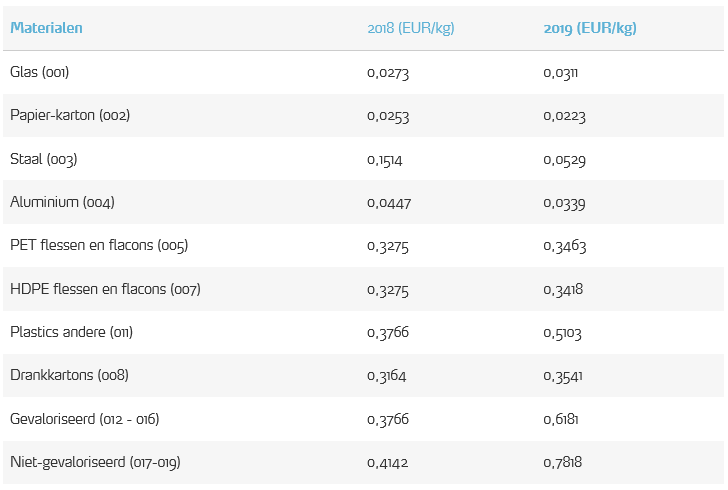 Materialen 2018 (EUR/kg) 2019 (EUR/kg)
Glas (001) 0,0273 0,0311
Papier-karton (002) 0,0253 0,0223
Staal (003) 0,1514 0,0529
Aluminium (004) 0,0447 0,0339
PET flessen en flacons (005) 0,3275 0,3463
HDPE flessen en flacons (007) 0,3275 0,3418
Plastics andere (011) 0,3766 0,5103
Drankkartons (008) 0,3164 0,3541
Gevaloriseerd (012 - 016) 0,3766 0,6181
Niet-gevaloriseerd (017-019) 0,4142 0,7818